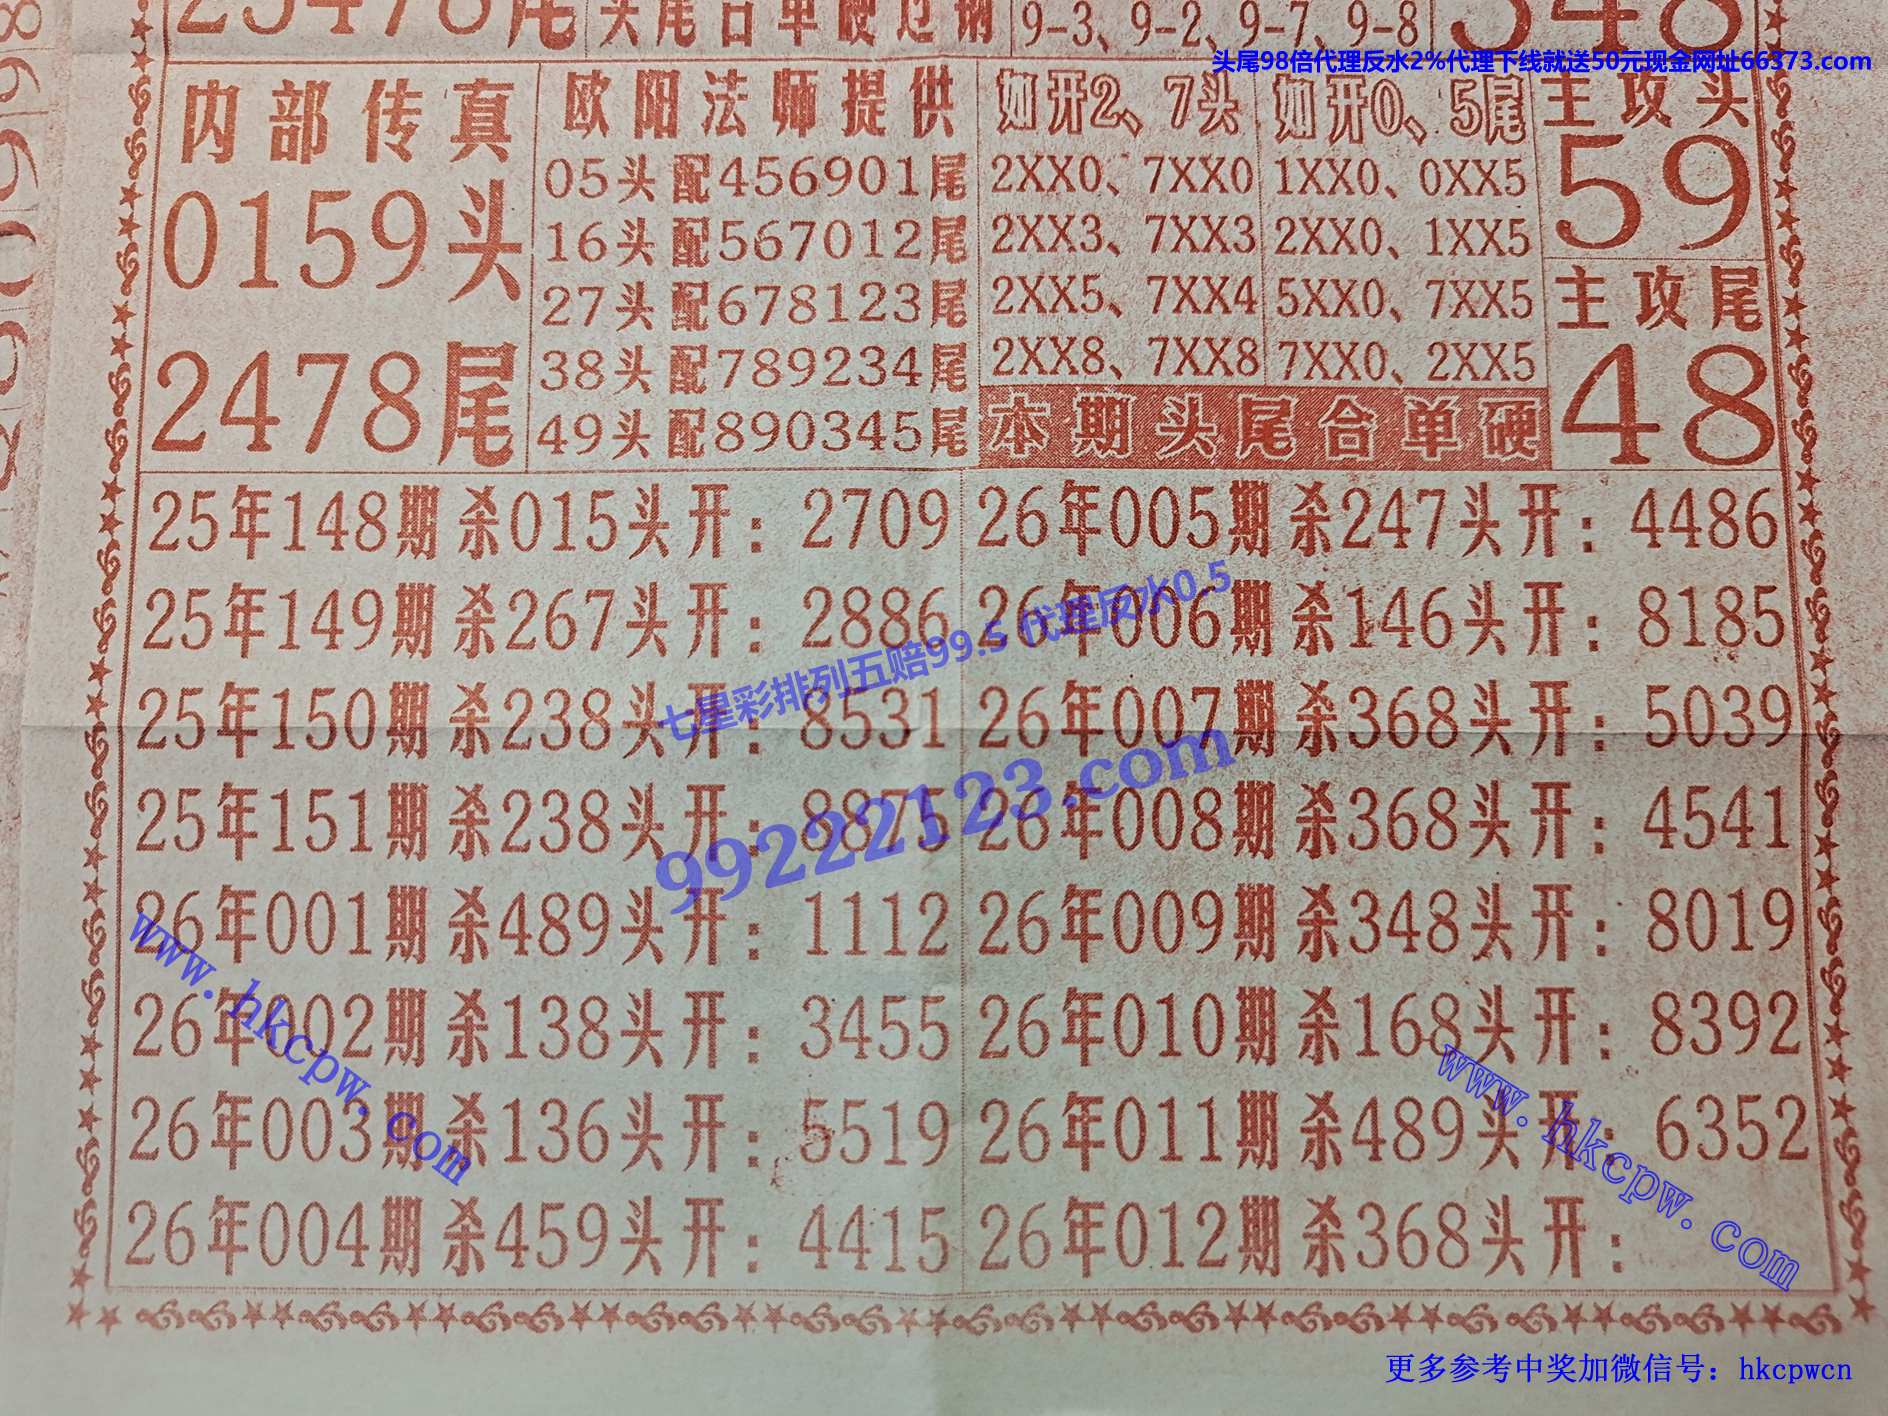 头尾合单硬 9-3、9-2、9-7、9-8
头尾98倍代理反水2%代理下线就送50元现金网址66373.com
内部传真
0159头
2478尾
欧阳法师提供
05头配456901尾
16头配567012尾
27头配678123尾
38头配789234尾
49头配890345尾
如开2、7头
2XX0、7XX0
2XX3、7XX3
2XX5、7XX4
2XX8、7XX8
如开0、5尾
1XX0、0XX5
2XX0、1XX5
5XX0、7XX5
7XX0、2XX5
本期头尾合单硬
主攻头
59
主攻尾
48
25年148期杀015头开：2709
25年149期杀267头开：2886
25年150期杀238头开：8531
25年151期杀238头开：8875
26年001期杀489头开：1112
26年002期杀138头开：3455
26年003期杀136头开：5519
26年004期杀459头开：4415
26年005期杀247头开：4486
26年006期杀146头开：8185
26年007期杀368头开：5039
26年008期杀368头开：4541
26年009期杀348头开：8019
26年010期杀168头开：8392
26年011期杀489头开：6352
26年012期杀368头开：
七星彩排列五赔99.5 代理反水0.5
99222123.com
www.hkcpw.com
www.hkcpw.com
更多参考中奖加微信号：hkcpwcn